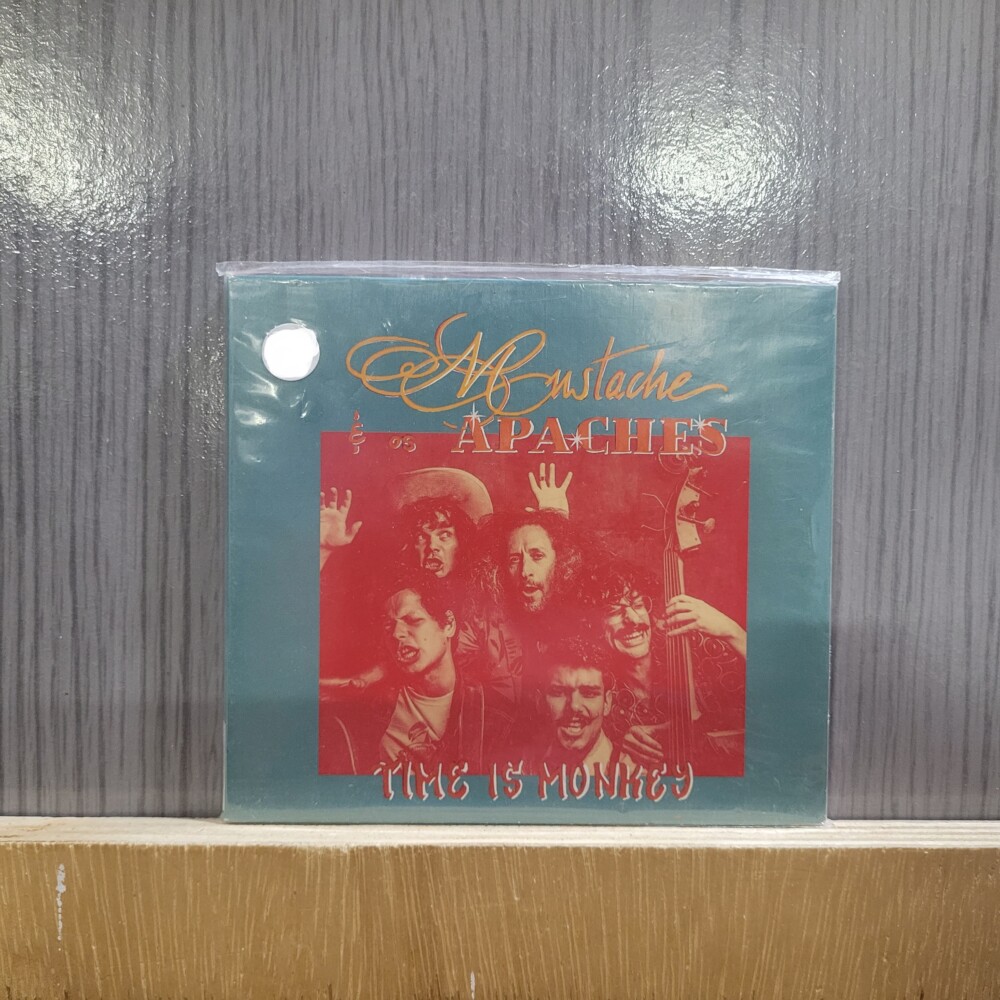 Mustache
& os APACHES
TIME IS MONKEY